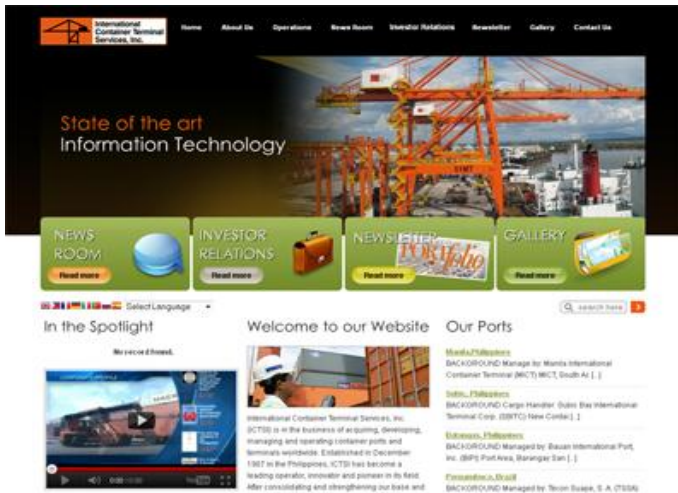 International
Container Terminal
Services, Inc.
Home About Us Operations News Room Investor Relations Newsletter Gallery Contact Us
State of the art
Information Technology
NEWS
ROOM
Read more
INVESTOR
RELATIONS
Read more
NEWSLETTER
PORTfolio
Read more
GALLERY
Read more
Select Language
search here
In the Spotlight
No record found.
Welcome to our Website
International Container Terminal Services, Inc.
(ICTSI) is in the business of acquiring, developing,
managing and operating container ports and
terminals worldwide. Established in December
1987 in the Philippines, ICTSI has become a
leading operator, innovator and pioneer in its field.
After consolidating and strengthening our base and
Our Ports
Manila, Philippines
BACKGROUND Manage by: Manila International
Container Terminal (MICT) MICT, South Ac [..]
Subic, Philippines
BACKGROUND Cargo Handler: Subic Bay International
Terminal Corp. (SBITC) New Contai [..]
Batangas, Philippines
BACKGROUND Managed by: Bauan International Port,
Inc. (BIPI) Port Area, Barangay San [..]
Pernambuco, Brazil
BACKGROUND Managed by: Tecon Suape, S. A. (TSSA)